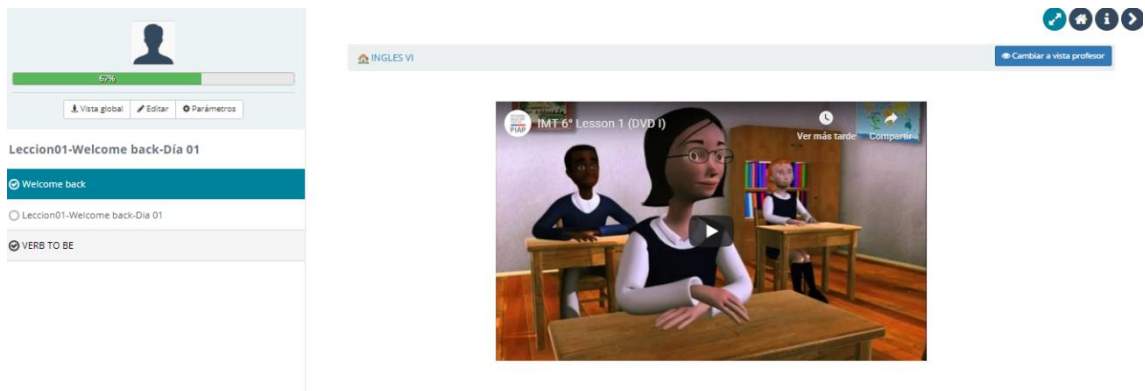 67%
Vista global Editar Parámetros
Leccion01-Welcome back-Día 01
Welcome back
Leccion01-Welcome back-Dia 01
VERB TO BE
INGLES VI
Cambiar a vista profesor
PIAP
IMT 6° Lesson 1 (DVD I)
Ver más tarde
Compartir